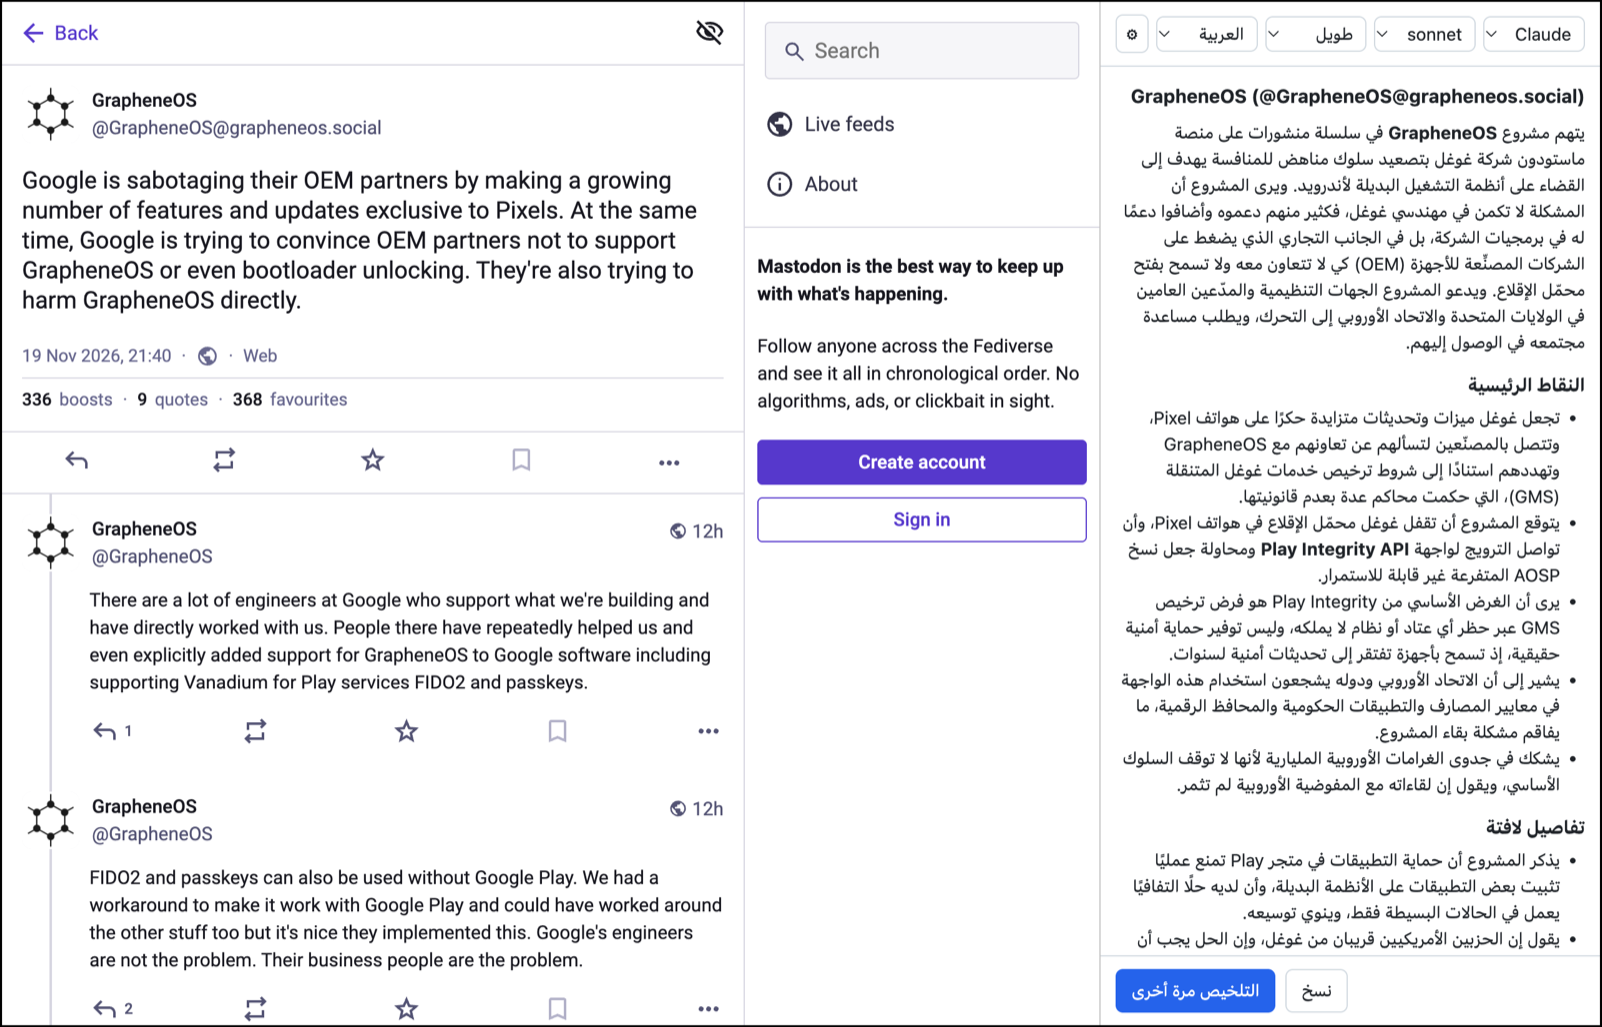 Back
GrapheneOS
@GrapheneOS@grapheneos.social
Google is sabotaging their OEM partners by making a growing
number of features and updates exclusive to Pixels. At the same
time, Google is trying to convince OEM partners not to support
GrapheneOS or even bootloader unlocking. They're also trying to
harm GrapheneOS directly.
19 Nov 2026, 21:40 · · Web
336 boosts · 9 quotes · 368 favourites
GrapheneOS
12h
@GrapheneOS
There are a lot of engineers at Google who support what we're building and
have directly worked with us. People there have repeatedly helped us and
even explicitly added support for GrapheneOS to Google software including
supporting Vanadium for Play services FIDO2 and passkeys.
1
GrapheneOS
12h
@GrapheneOS
FIDO2 and passkeys can also be used without Google Play. We had a
workaround to make it work with Google Play and could have worked around
the other stuff too but it's nice they implemented this. Google's engineers
are not the problem. Their business people are the problem.
2
Search
Live feeds
About
Mastodon is the best way to keep up
with what's happening.
Follow anyone across the Fediverse
and see it all in chronological order. No
algorithms, ads, or clickbait in sight.
Create account
Sign in
Claude
sonnet
طويل
العربية
GrapheneOS (@GrapheneOS@grapheneos.social)
يتهم مشروع GrapheneOS في سلسلة منشورات على منصة
ماستودون شركة غوغل بتصعيد سلوك مناهض للمنافسة يهدف إلى
القضاء على أنظمة التشغيل البديلة لأندرويد. ويرى المشروع أن
المشكلة لا تكمن في مهندسي غوغل، فكثير منهم دعموه وأضافوا دعمًا
له في برمجيات الشركة، بل في الجانب التجاري الذي يضغط على
الشركات المصنِّعة للأجهزة (OEM) كي لا تتعاون معه ولا تسمح بفتح
محمّل الإقلاع. ويدعو المشروع الجهات التنظيمية والمدّعين العامين
في الولايات المتحدة والاتحاد الأوروبي إلى التحرك، ويطلب مساعدة
مجتمعه في الوصول إليهم.
النقاط الرئيسية
• تجعل غوغل ميزات وتحديثات متزايدة حكرًا على هواتف Pixel،
وتتصل بالمصنّعين لتسألهم عن تعاونهم مع GrapheneOS
وتهددهم استنادًا إلى شروط ترخيص خدمات غوغل المتنقلة
(GMS)، التي حكمت محاكم عدة بعدم قانونيتها.
• يتوقع المشروع أن تقفل غوغل محمّل الإقلاع في هواتف Pixel، وأن
تواصل الترويج لواجهة Play Integrity API ومحاولة جعل نسخ
AOSP المتفرعة غير قابلة للاستمرار.
• يرى أن الغرض الأساسي من Play Integrity هو فرض ترخيص
GMS عبر حظر أي عتاد أو نظام لا يملكه، وليس توفير حماية أمنية
حقيقية، إذ تسمح بأجهزة تفتقر إلى تحديثات أمنية لسنوات.
• يشير إلى أن الاتحاد الأوروبي ودوله يشجعون استخدام هذه الواجهة
في معايير المصارف والتطبيقات الحكومية والمحافظ الرقمية، ما
يفاقم مشكلة بقاء المشروع.
• يشكك في جدوى الغرامات الأوروبية المليارية لأنها لا توقف السلوك
الأساسي، ويقول إن لقاءاته مع المفوضية الأوروبية لم تثمر.
تفاصيل لافتة
• يذكر المشروع أن حماية التطبيقات في متجر Play تمنع عمليًا
تثبيت بعض التطبيقات على الأنظمة البديلة، وأن لديه حلًا التفافيًا
يعمل في الحالات البسيطة فقط، وينوي توسيعه.
• يقول إن الحزبين الأمريكيين قريبان من غوغل، وإن الحل يجب أن
التلخيص مرة أخرى
نسخ